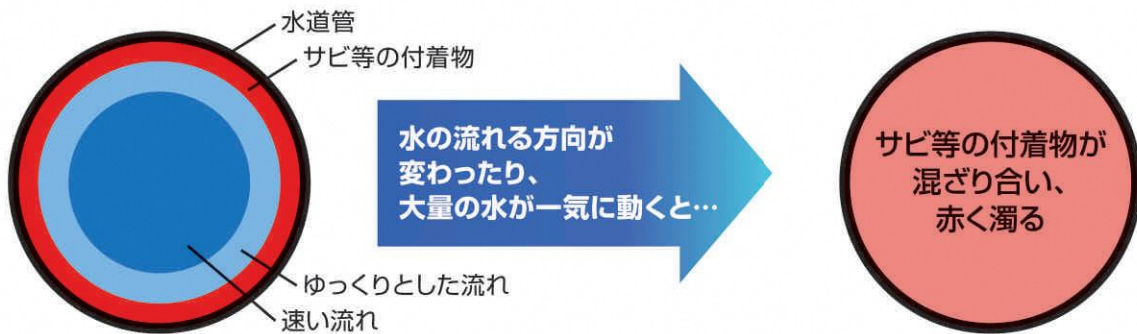 水道管
サビ等の付着物
水の流れる方向が
変わったり、
大量の水が一気に動くと…
サビ等の付着物が
混ざり合い、
赤く濁る
ゆっくりとした流れ
速い流れ